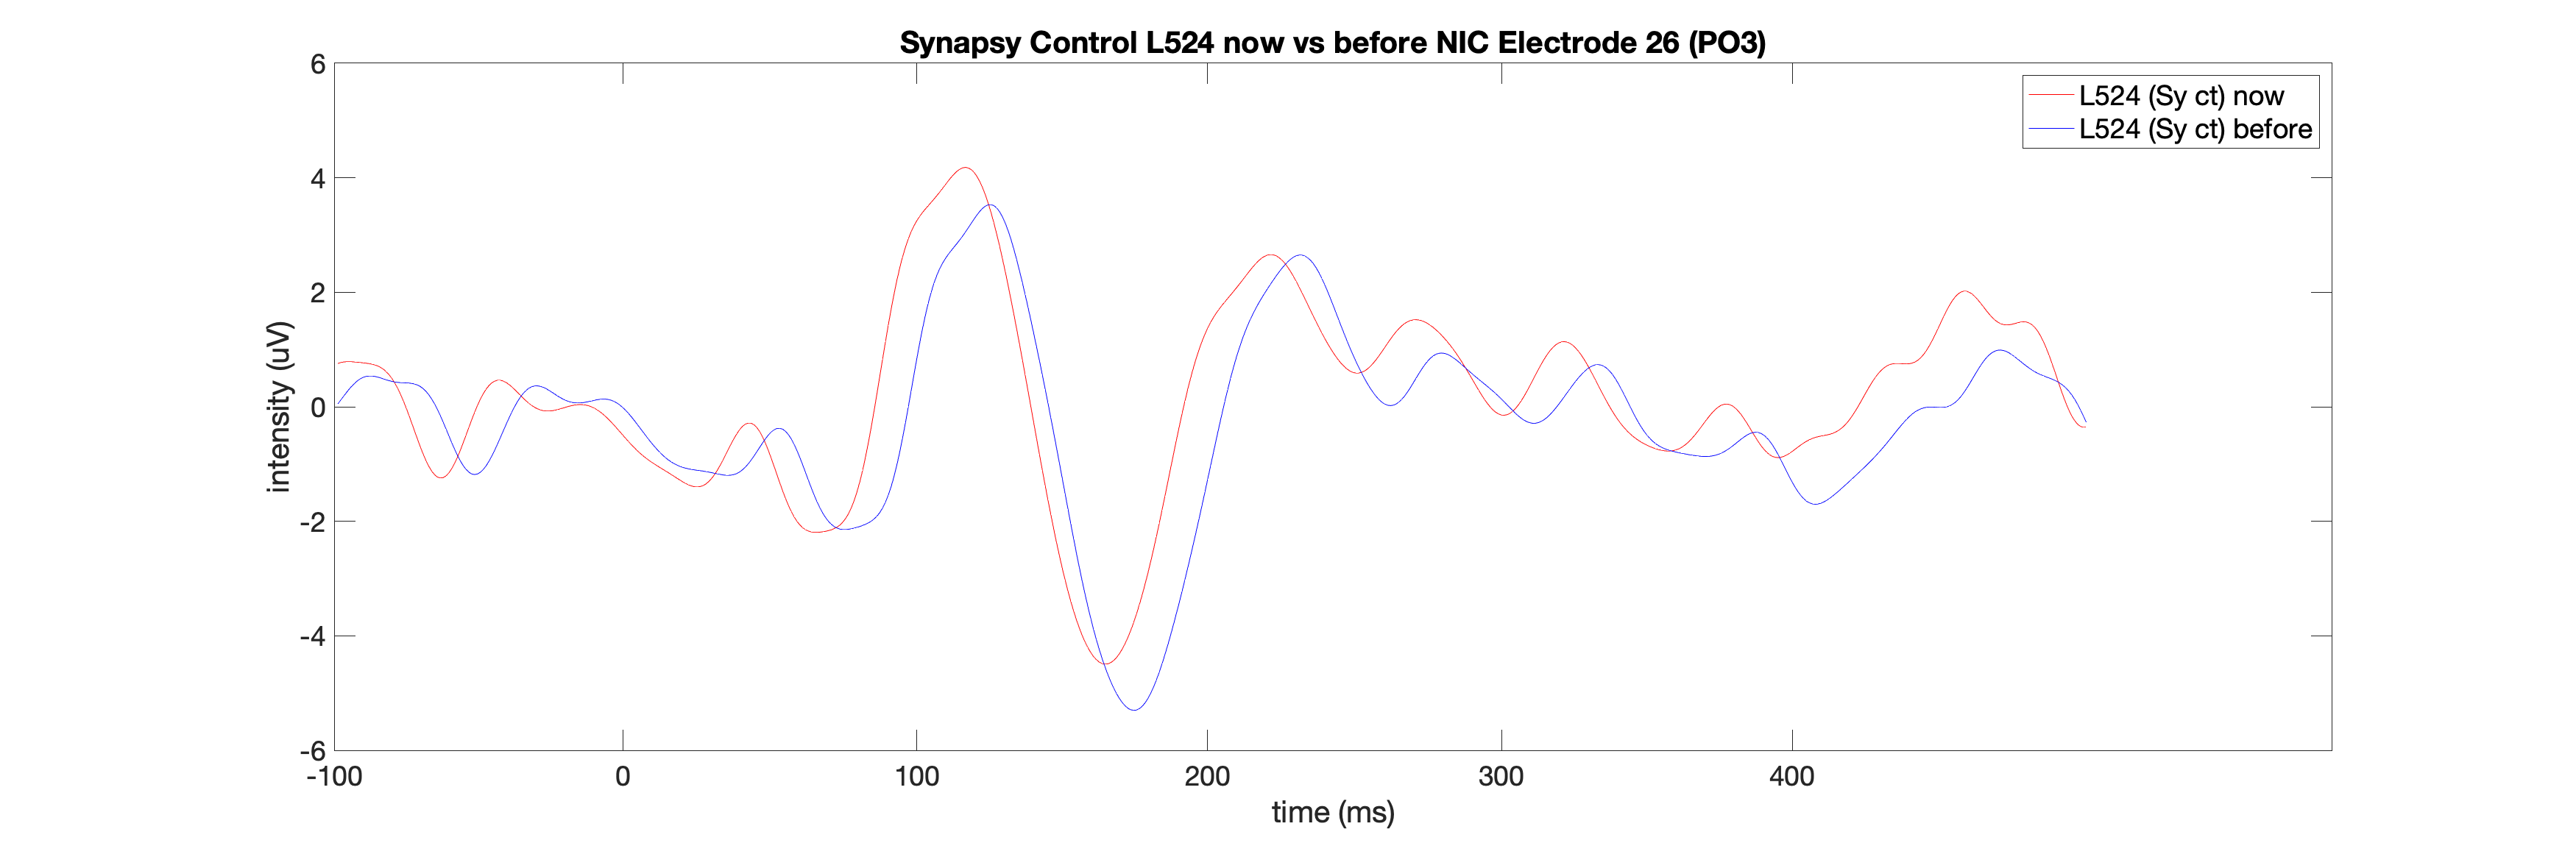 Synapsy Control L524 now vs before NIC Electrode 26 (PO3)
L524 (Sy ct) now
L524 (Sy ct) before
intensity (uV)
6
4
2
0
-2
-4
-6
-100 0 100 200 300 400
time (ms)